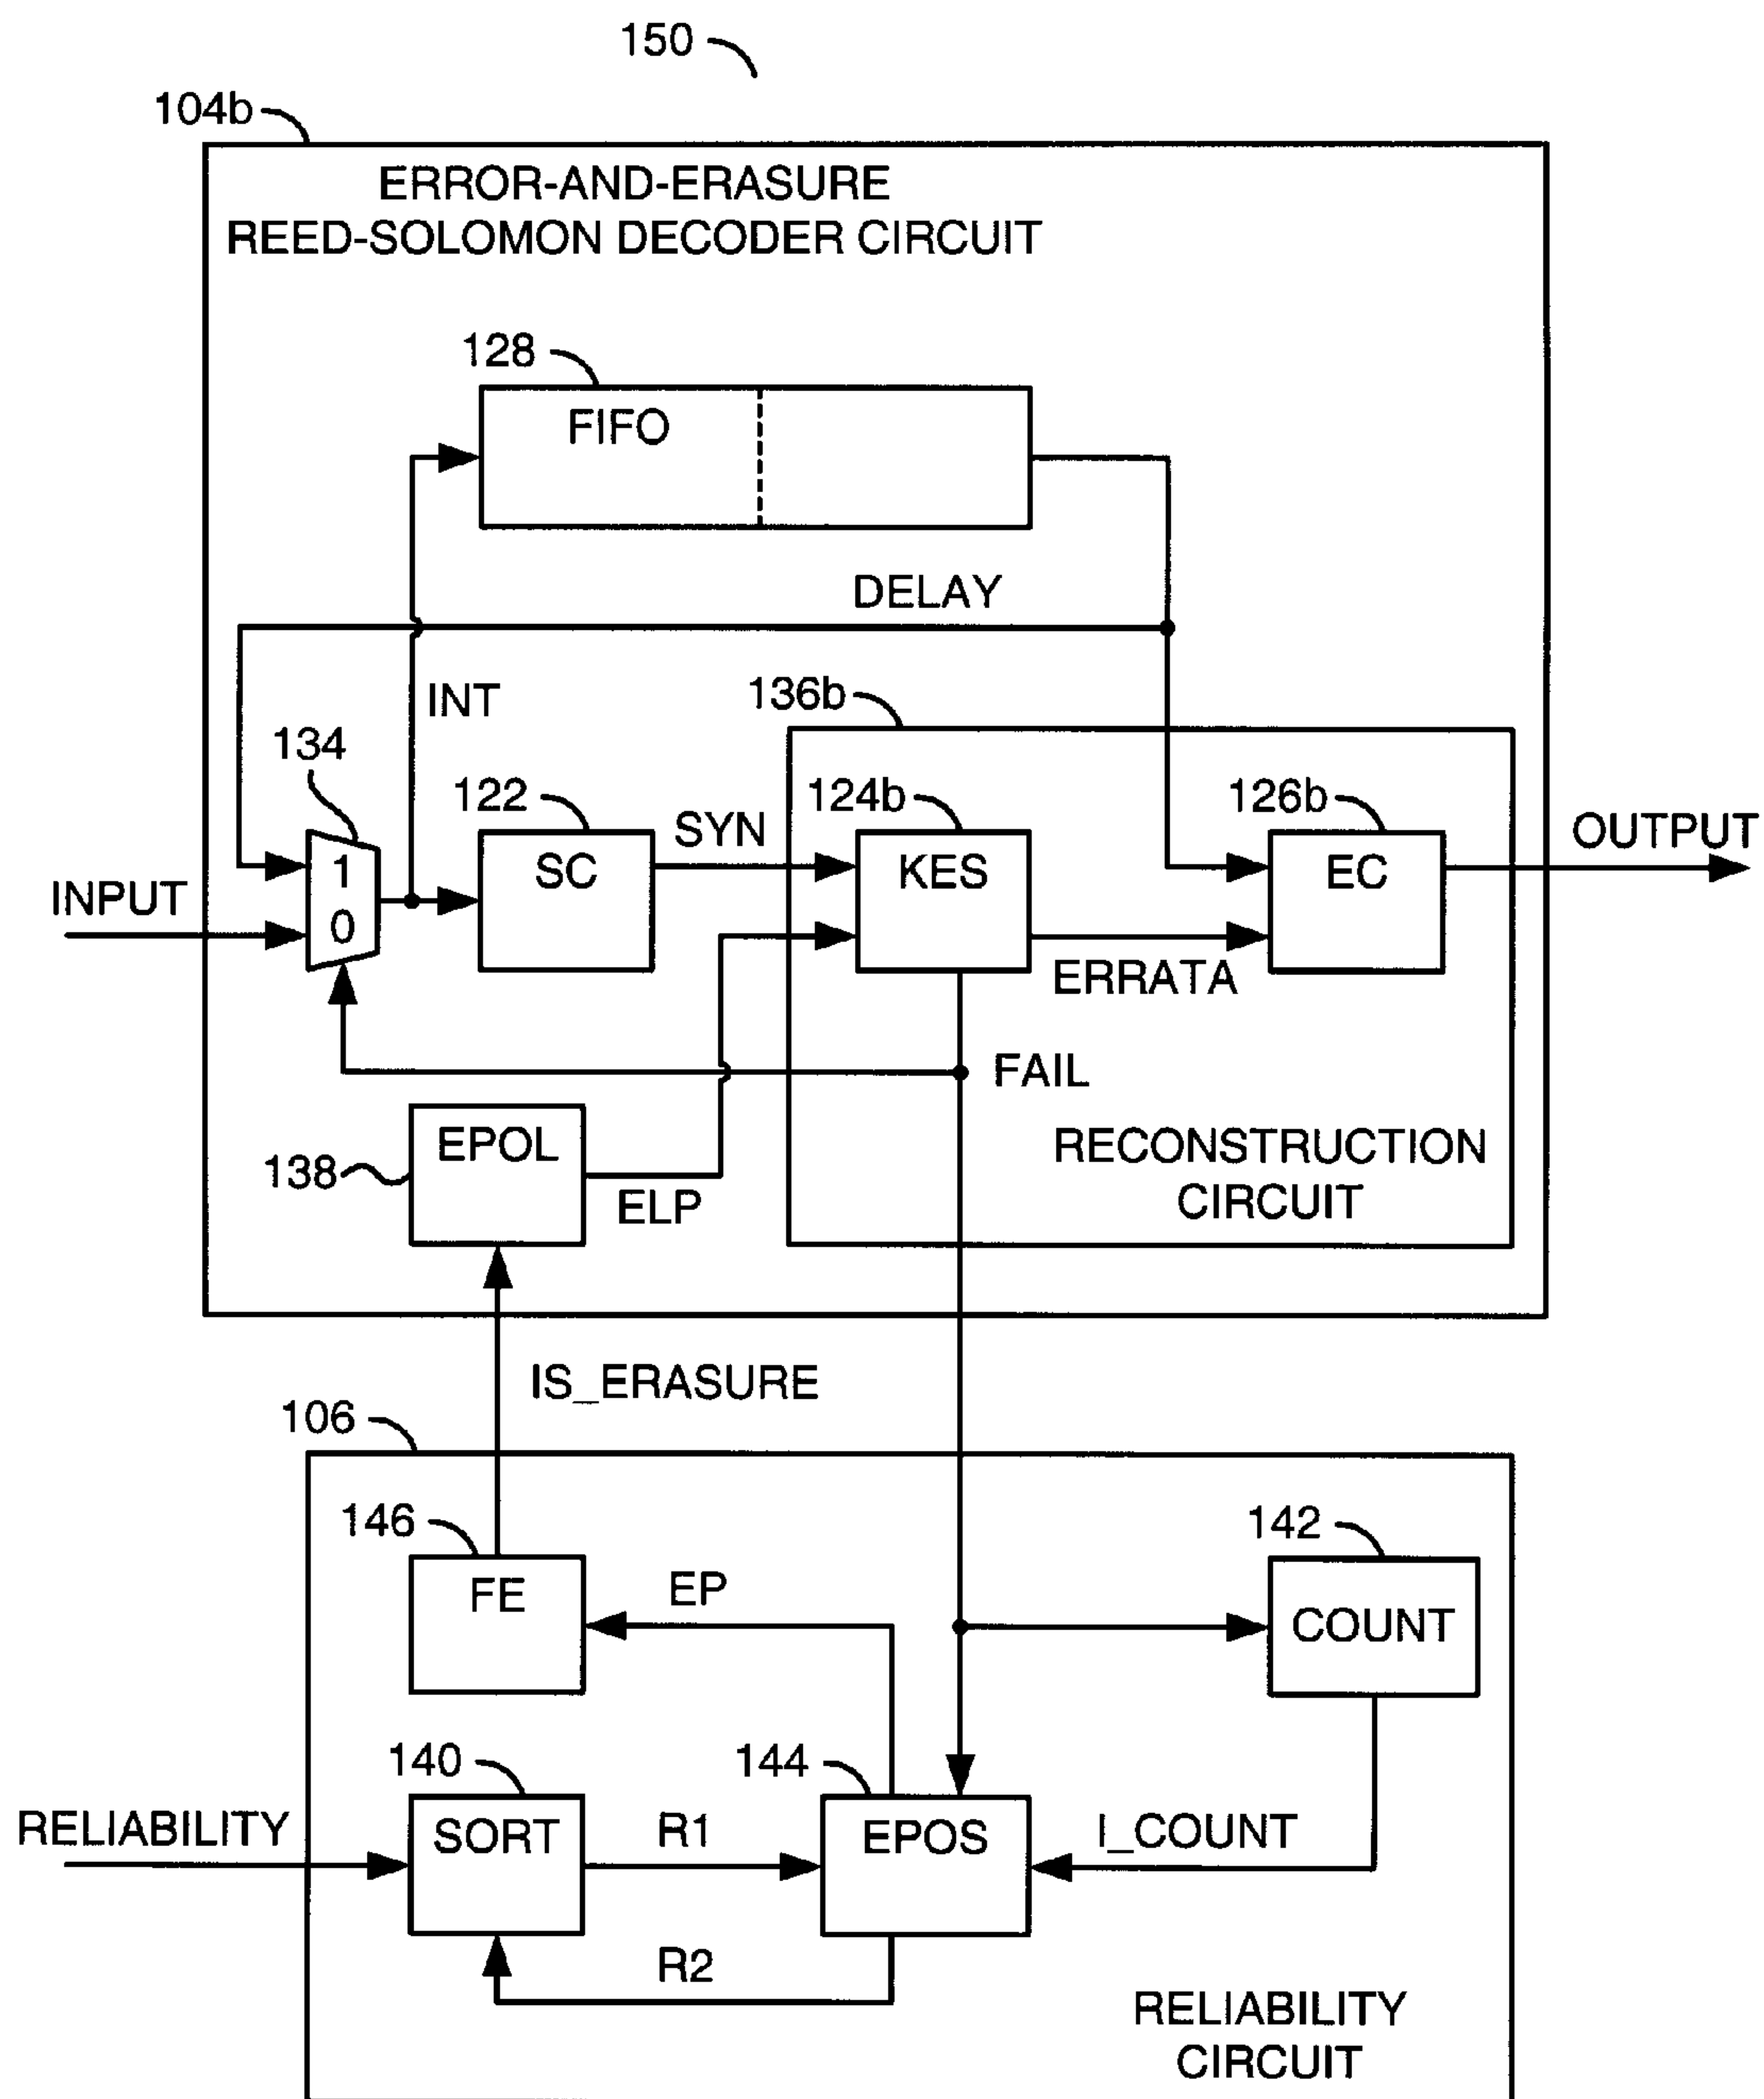 150
104b
ERROR-AND-ERASURE
REED-SOLOMON DECODER CIRCUIT
128
FIFO
DELAY
INT
136b
134
122
SYN
124b
126b
OUTPUT
1
SC
KES
EC
INPUT
0
ERRATA
FAIL
EPOL
RECONSTRUCTION
CIRCUIT
138
ELP
IS_ERASURE
106
146
142
FE
EP
COUNT
140
144
RELIABILITY
SORT
R1
EPOS
I_COUNT
R2
RELIABILITY
CIRCUIT